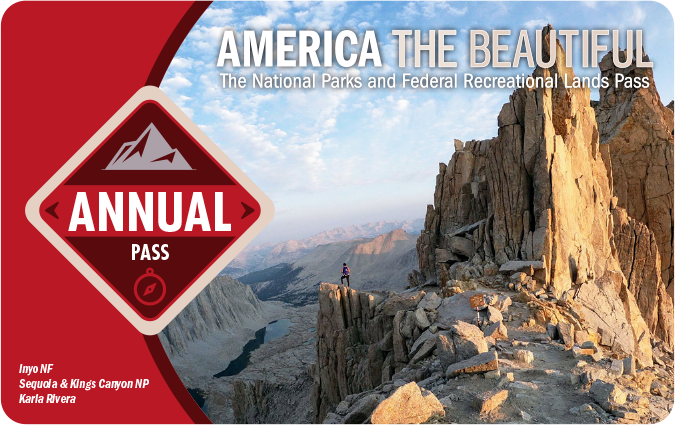 AMERICA THE BEAUTIFUL
The National Parks and Federal Recreational Lands Pass
ANNUAL
PASS
Inyo NF
Sequoia & Kings Canyon NP
Karla Rivera